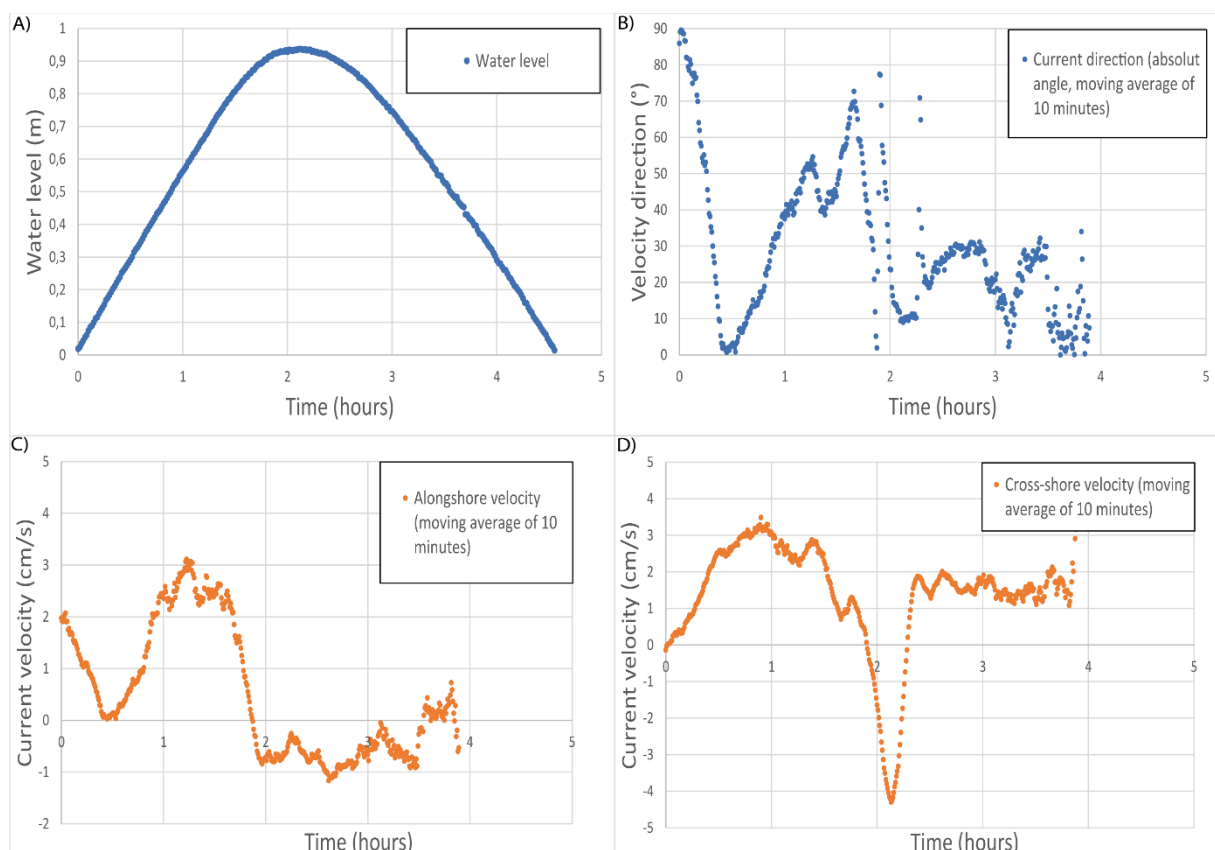 A)
Water level (m)
1
0,9
0,8
0,7
0,6
0,5
0,4
0,3
0,2
0,1
0
0 1 2 3 4 5
Time (hours)
Water level
B)
Velocity direction (°)
90
80
70
60
50
40
30
20
10
0
0 1 2 3 4 5
Time (hours)
Current direction (absolut
angle, moving average of
10 minutes)
C)
Current velocity (cm/s)
5
4
3
2
1
0
-1
-2
0 1 2 3 4 5
Time (hours)
Alongshore velocity
(moving average of 10
minutes)
D)
Current velocity (cm/s)
5
4
3
2
1
0
-1
-2
-3
-4
-5
0 1 2 3 4 5
Time (hours)
Cross-shore velocity (moving
average of 10 minutes)